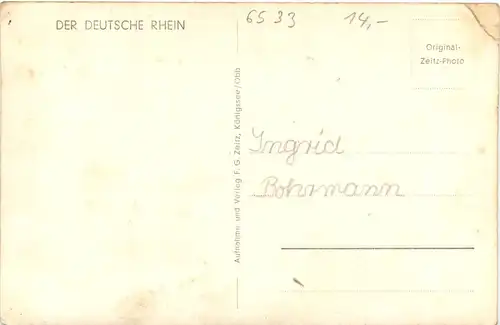 DER DEUTSCHE RHEIN
6533 14,-
Original-
Zeitz-Photo
Aufnahme und Verlag F. G. Zeitz, Königssee/Obb
Ingrid
Bohrmann